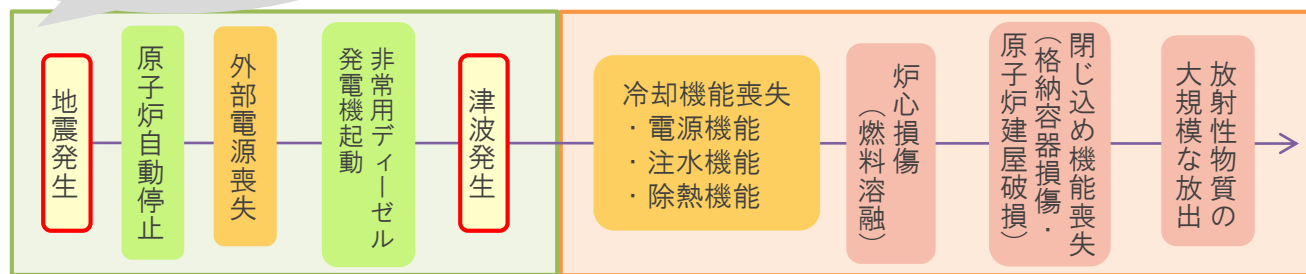 地震発生
原子炉自動停止
外部電源喪失
非常用ディーゼル
発電機起動
津波発生
冷却機能喪失
・電源機能
・注水機能
・除熱機能
炉心損傷
（燃料溶融）
閉じ込め機能喪失
（格納容器損傷・
原子炉建屋破損）
放射性物質の
大規模な放出